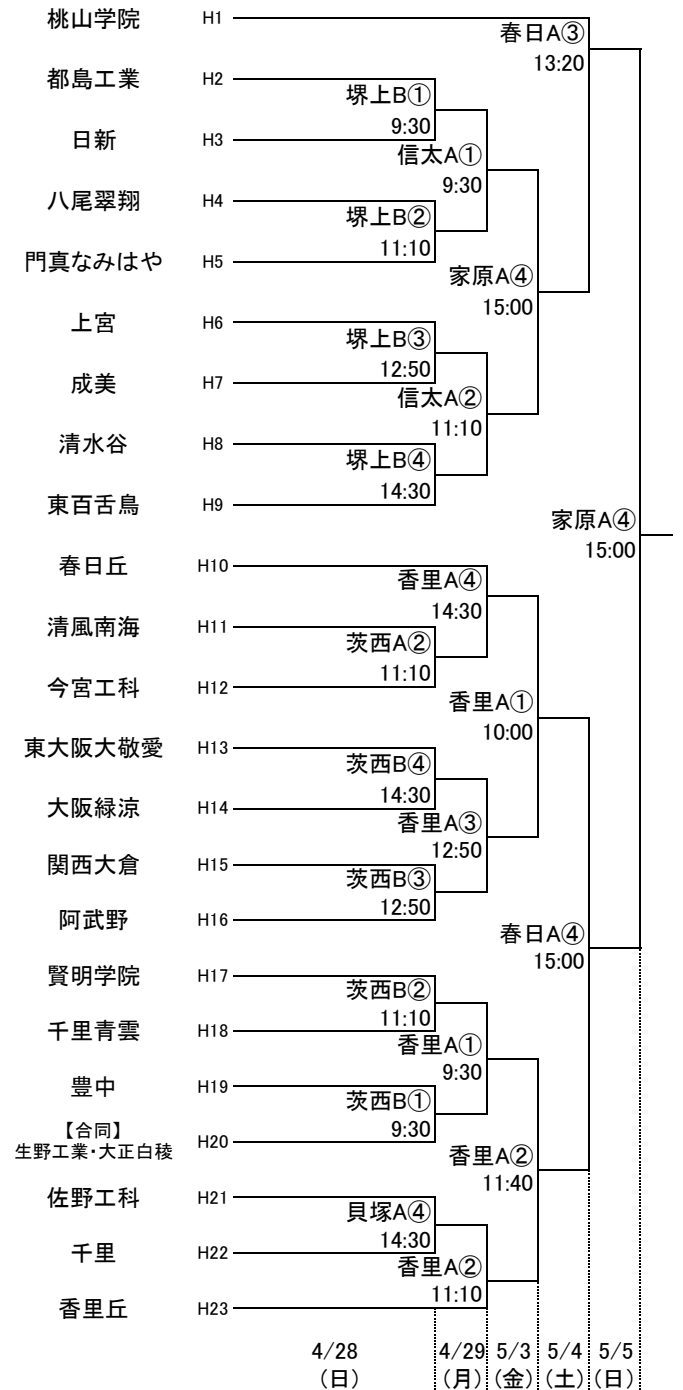 桃山学院 H1
春日A③
13:20
都島工業 H2
堺上B①
9:30
日新 H3
信太A①
9:30
八尾翠翔 H4
堺上B②
11:10
門真なみはや H5
家原A④
15:00
上宮 H6
堺上B③
12:50
成美 H7
信太A②
11:10
清水谷 H8
堺上B④
14:30
東百舌鳥 H9
家原A④
15:00
春日丘 H10
香里A④
14:30
清風南海 H11
茨西A②
11:10
今宮工科 H12
香里A①
10:00
東大阪大敬愛 H13
茨西B④
14:30
大阪緑涼 H14
香里A③
12:50
関西大倉 H15
茨西B③
12:50
阿武野 H16
春日A④
15:00
賢明学院 H17
茨西B②
11:10
千里青雲 H18
香里A①
9:30
豊中 H19
茨西B①
9:30
【合同】
生野工業・大正白稜 H20
香里A②
11:40
佐野工科 H21
貝塚A④
14:30
千里 H22
香里A②
11:10
香里丘 H23
4/28 4/29 5/3 5/4 5/5
(日) (月) (金) (土) (日)